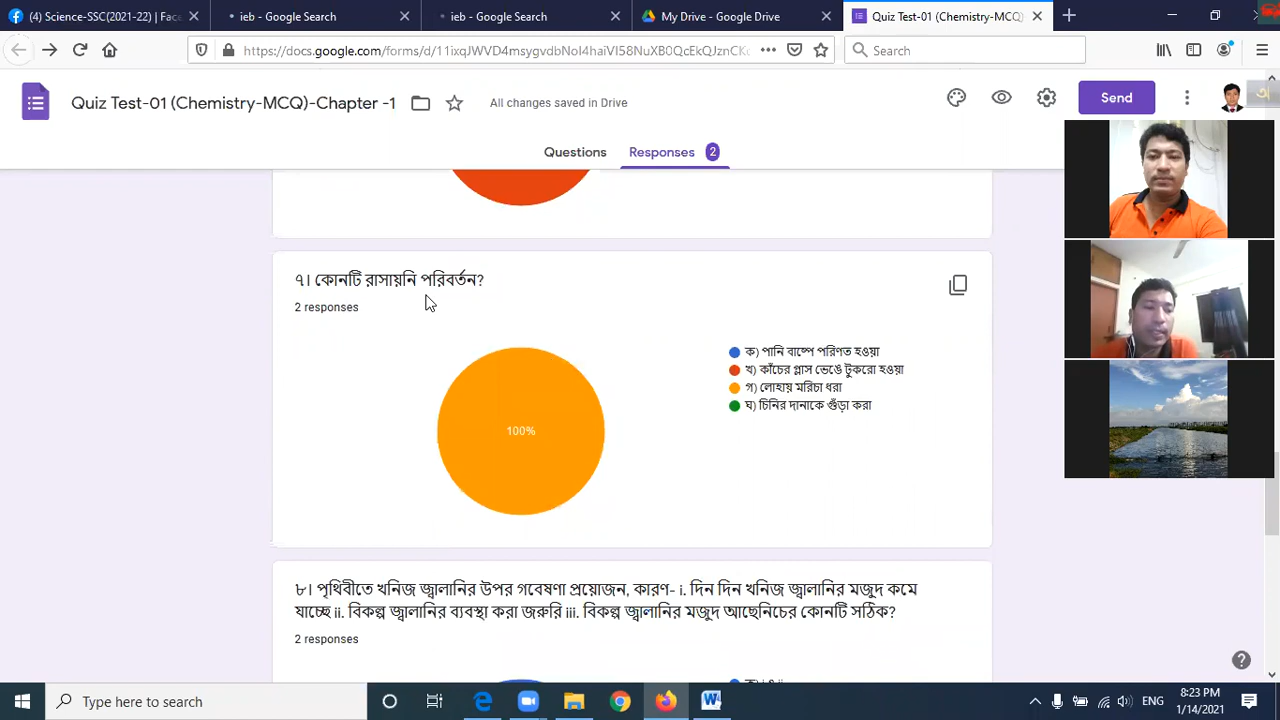 (4) Science-SSC(2021-22) | Face
ieb - Google Search
ieb - Google Search
My Drive - Google Drive
Quiz Test-01 (Chemistry-MCQ)
https://docs.google.com/forms/d/
Search
Quiz Test-01 (Chemistry-MCQ)-Chapter -1
All changes saved in Drive
Send
Questions
Responses
2
৭। কোনটি রাসায়নি পরিবর্তন?
2 responses
100%
ক) পানি বাষ্পে পরিণত হওয়া
খ) কাঁচের গ্লাস ভেঙে টুকরো হওয়া
গ) লোহায় মরিচা ধরা
ঘ) চিনির দানাকে গুঁড়া করা
৮। পৃথিবীতে খনিজ জ্বালানির উপর গবেষণা প্রয়োজন, কারণ- i. দিন দিন খনিজ জ্বালানির মজুদ কমে
যাচ্ছে ii. বিকল্প জ্বালানির ব্যবস্থা করা জরুরি iii. বিকল্প জ্বালানির মজুদ আছেনিচের কোনটি সঠিক?
2 responses
Type here to search
ENG
8:23 PM
1/14/2021